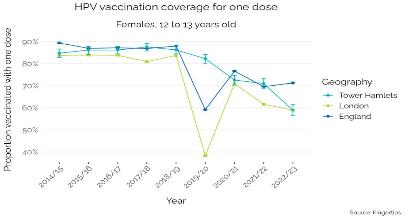 HPV vaccination coverage for one dose
Females, 12 to 13 years old
Proportion vaccinated with one dose
90%
80%
70%
60%
50%
40%
2014/15
2015/16
2016/17
2017/18
2018/19
2019/20
2020/21
2021/22
2022/23
Year
Geography
Tower Hamlets
London
England
Source: Fingertips